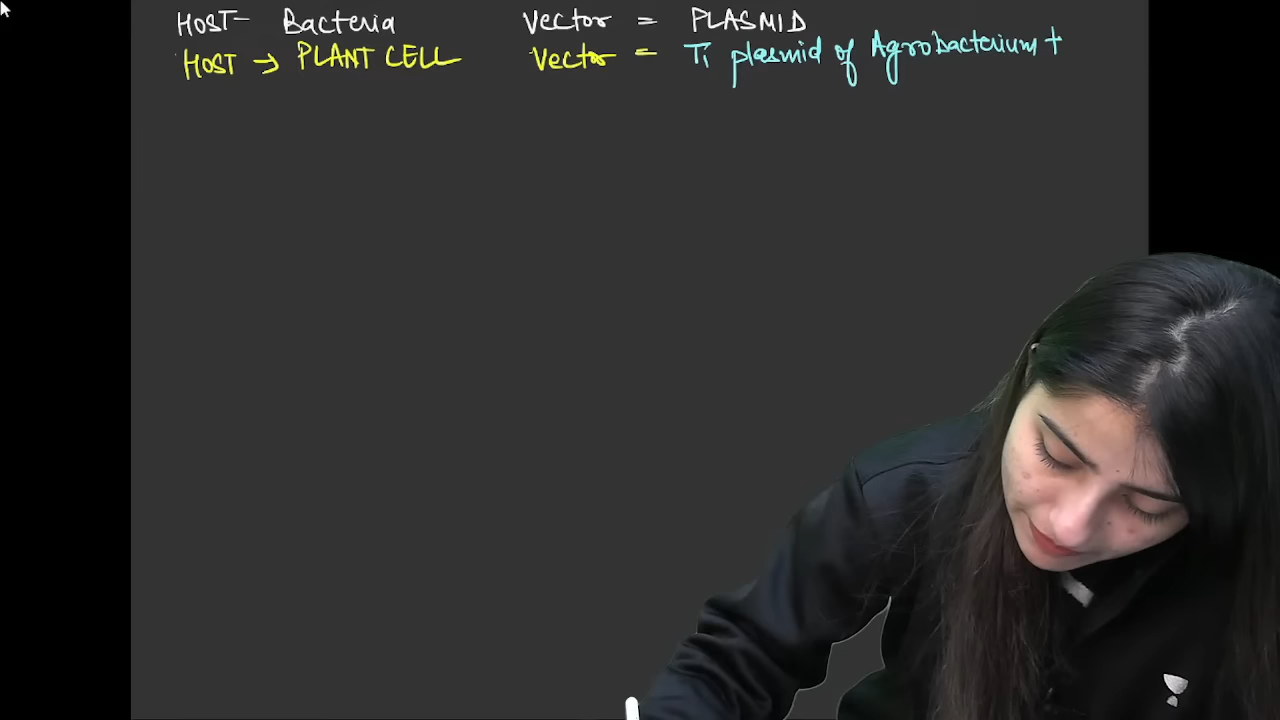 HOST- Bacteria Vector = PLASMID
HOST → PLANT CELL Vector = Ti plasmid of Agrobacterium t